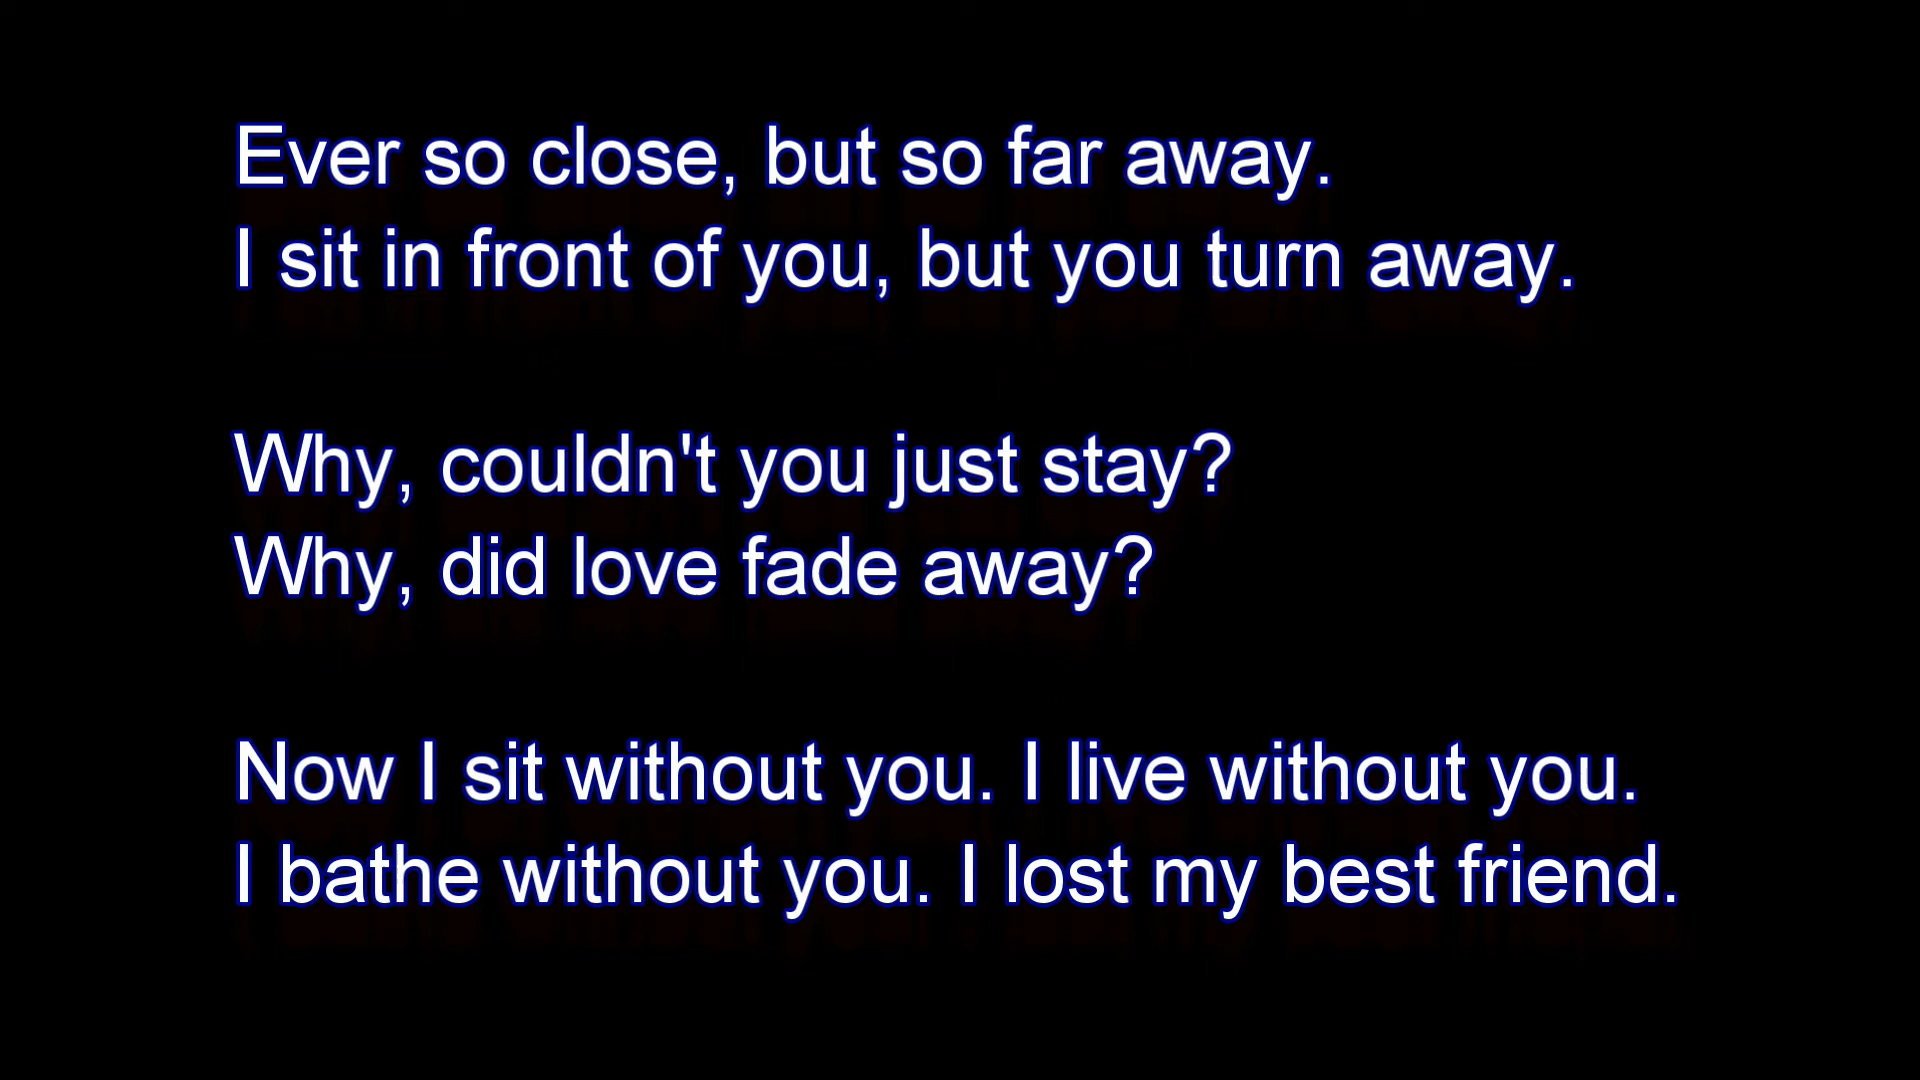 Ever so close, but so far away.
I sit in front of you, but you turn away.
Why, couldn't you just stay?
Why, did love fade away?
Now I sit without you. I live without you.
I bathe without you. I lost my best friend.